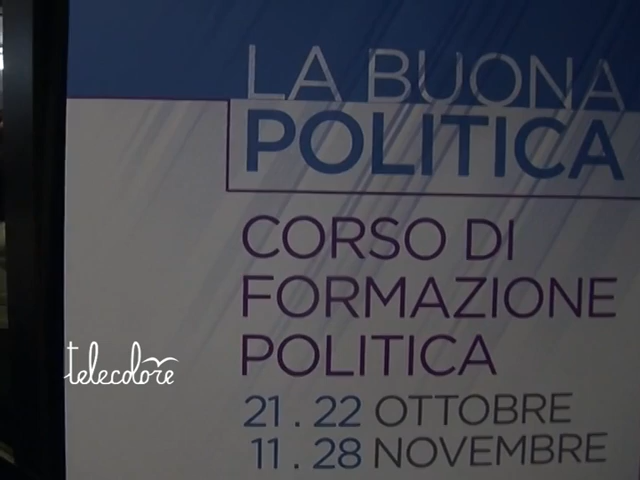 LA BUONA
POLITICA
CORSO DI
FORMAZIONE
POLITICA
telecolore
21 . 22 OTTOBRE
11 . 28 NOVEMBRE